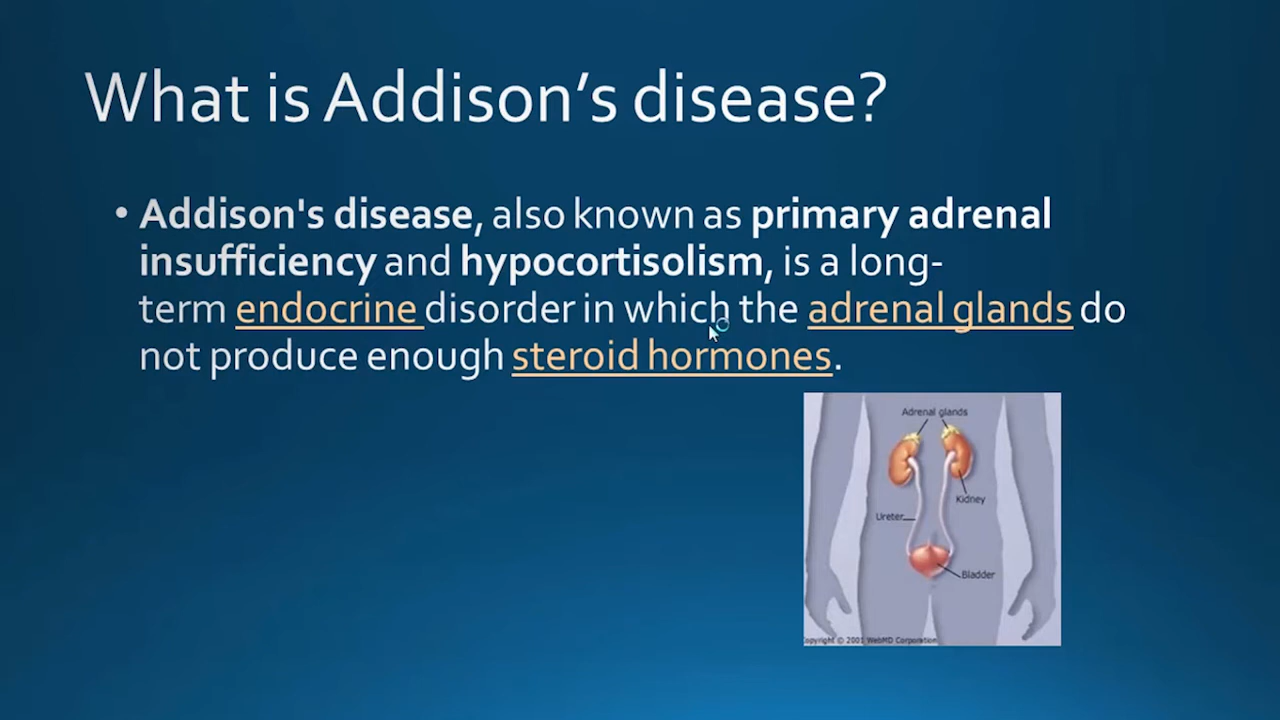 What is Addison’s disease?
• Addison's disease, also known as primary adrenal
insufficiency and hypocortisolism, is a long-
term endocrine disorder in which the adrenal glands do
not produce enough steroid hormones.
Adrenal glands
Kidney
Ureter
Bladder
opyright © 2001 WebMD Corporation